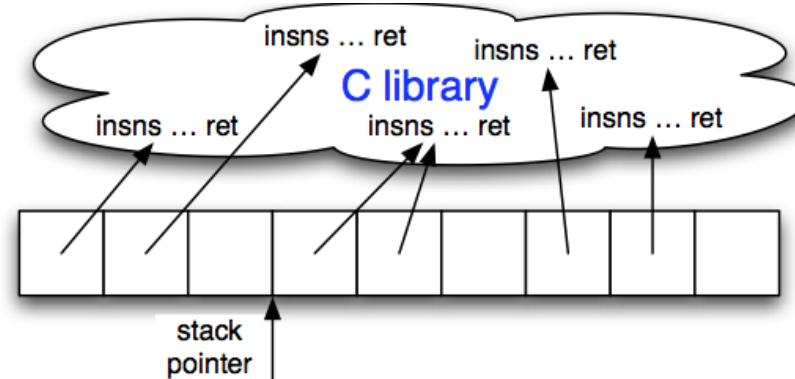 insns … ret
insns … ret
C library
insns … ret
insns … ret
insns … ret
stack
pointer